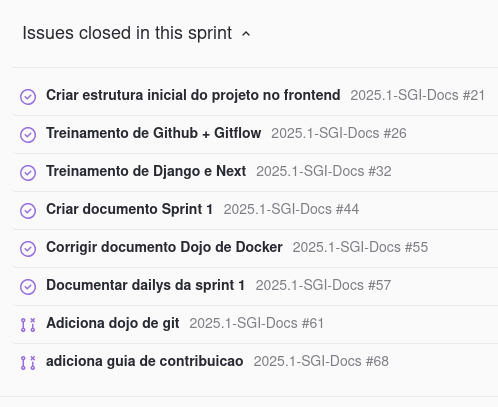 Issues closed in this sprint
Criar estrutura inicial do projeto no frontend 2025.1-SGI-Docs #21
Treinamento de Github + Gitflow 2025.1-SGI-Docs #26
Treinamento de Django e Next 2025.1-SGI-Docs #32
Criar documento Sprint 1 2025.1-SGI-Docs #44
Corrigir documento Dojo de Docker 2025.1-SGI-Docs #55
Documentar dailys da sprint 1 2025.1-SGI-Docs #57
Adiciona dojo de git 2025.1-SGI-Docs #61
adiciona guia de contribuicao 2025.1-SGI-Docs #68